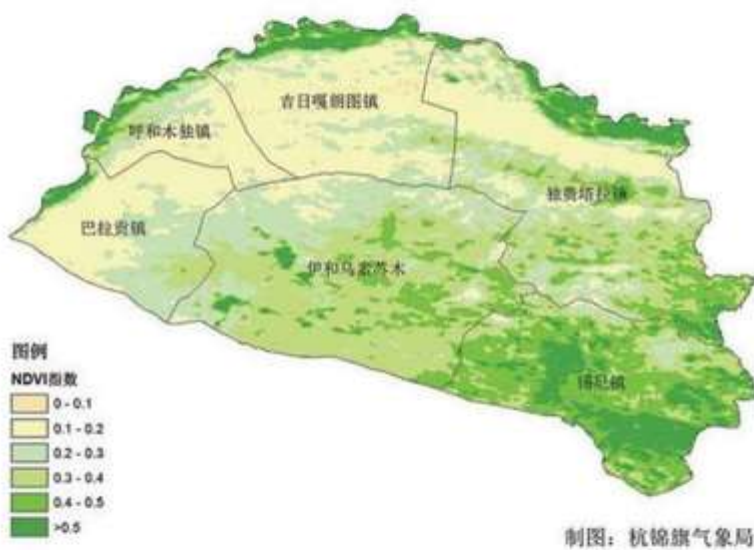 吉日嘎朗图镇
呼和木独镇
独贵塔拉镇
巴拉贡镇
伊和乌素苏木
锡尼镇
图例
NDVI指数
0 - 0.1
0.1 - 0.2
0.2 - 0.3
0.3 - 0.4
0.4 - 0.5
>0.5
制图：杭锦旗气象局